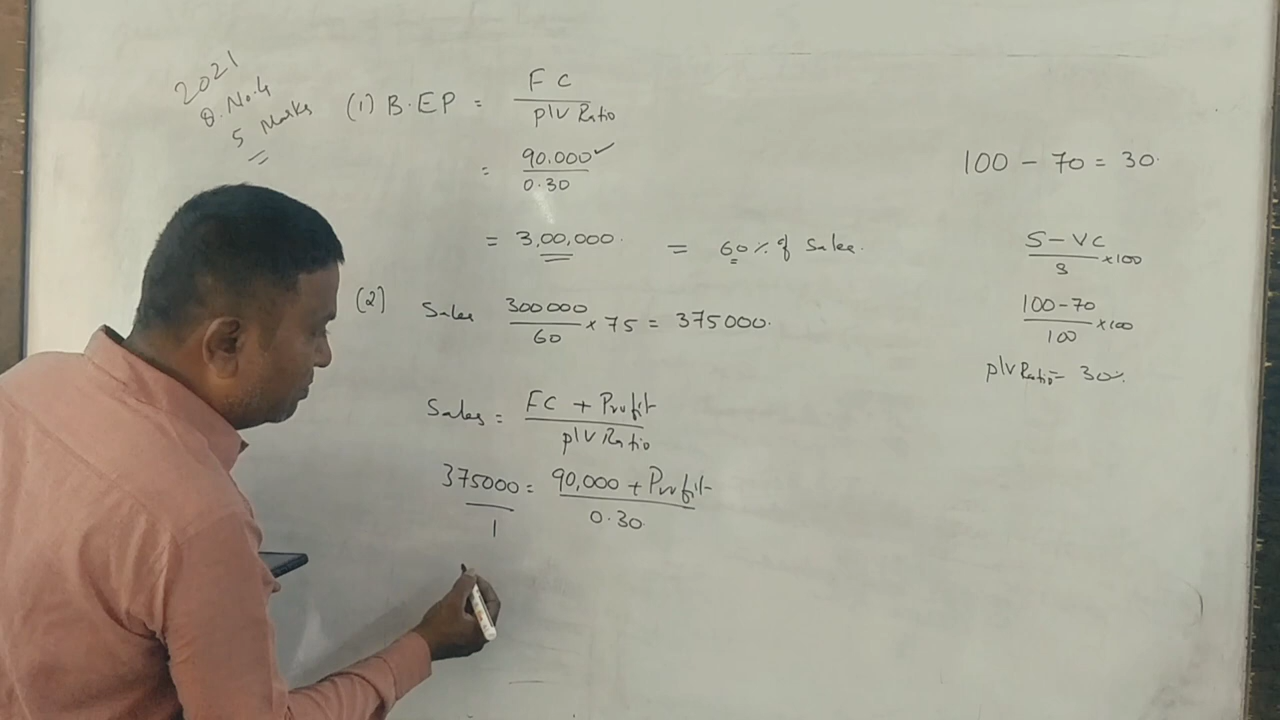 2021
Q. No. 4
5 Marks
(1) B.EP = FC / P/V Ratio
= 90.000 ✓ / 0.30
= 3,00,000. = 60% of Sales.
(2) Sales 300000 / 60 × 75 = 375000.
Sales = FC + Profit / P/V Ratio
375000 / 1 = 90,000 + Profit / 0.30
100 - 70 = 30.
S - VC / S × 100
100 - 70 / 100 × 100
P/V Ratio = 30%.